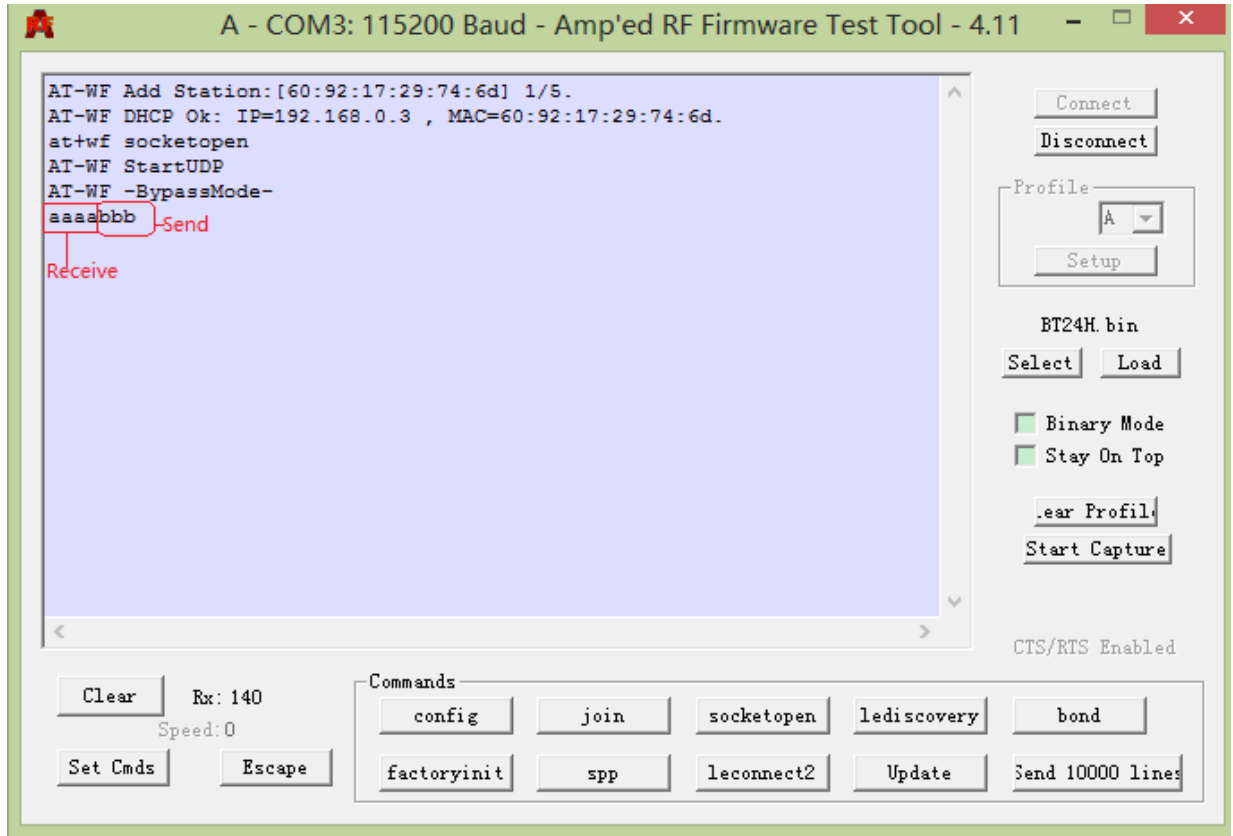 A - COM3: 115200 Baud - Amp'ed RF Firmware Test Tool - 4.11
AT-WF Add Station:[60:92:17:29:74:6d] 1/5.
AT-WF DHCP Ok: IP=192.168.0.3 , MAC=60:92:17:29:74:6d.
at+wf socketopen
AT-WF StartUDP
AT-WF -BypassMode-
aaaabbb
Send
Receive
Connect
Disconnect
Profile
A
Setup
BT24H.bin
Select Load
Binary Mode
Stay On Top
.ear Profil
Start Capture
CTS/RTS Enabled
Clear Rx: 140
Speed: 0
Set Cmds Escape
Commands
config join socketopen lediscovery bond
factoryinit spp leconnect2 Update Send 10000 lines